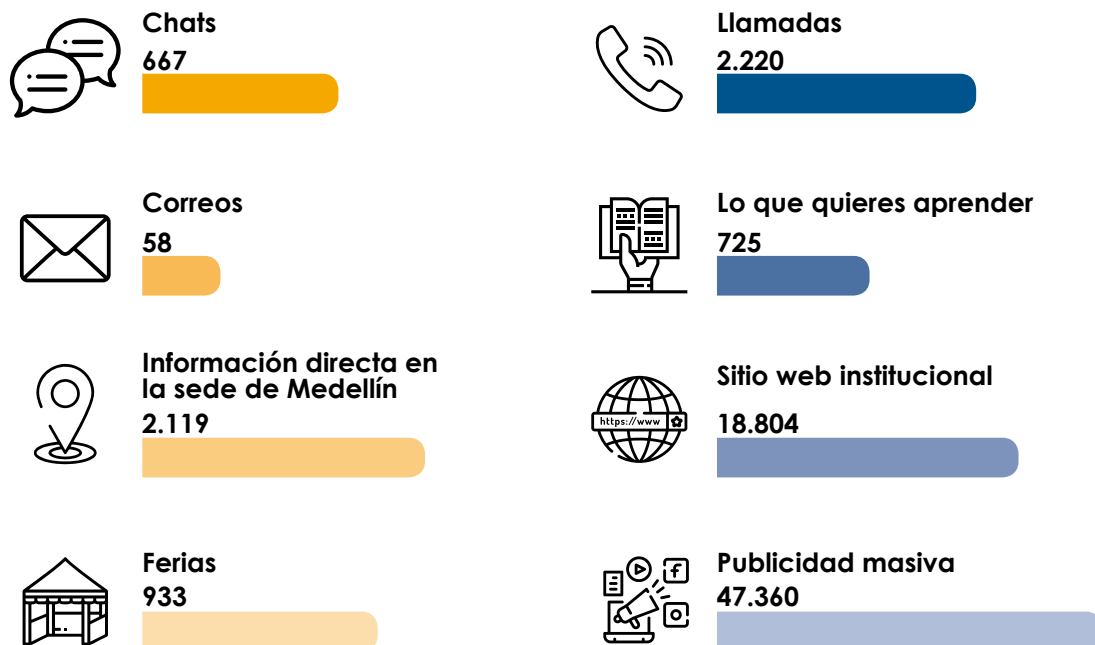 Chats
667
Llamadas
2.220
Correos
58
Lo que quieres aprender
725
Información directa en
la sede de Medellín
2.119
Sitio web institucional
https://www
18.804
Ferias
933
Publicidad masiva
47.360